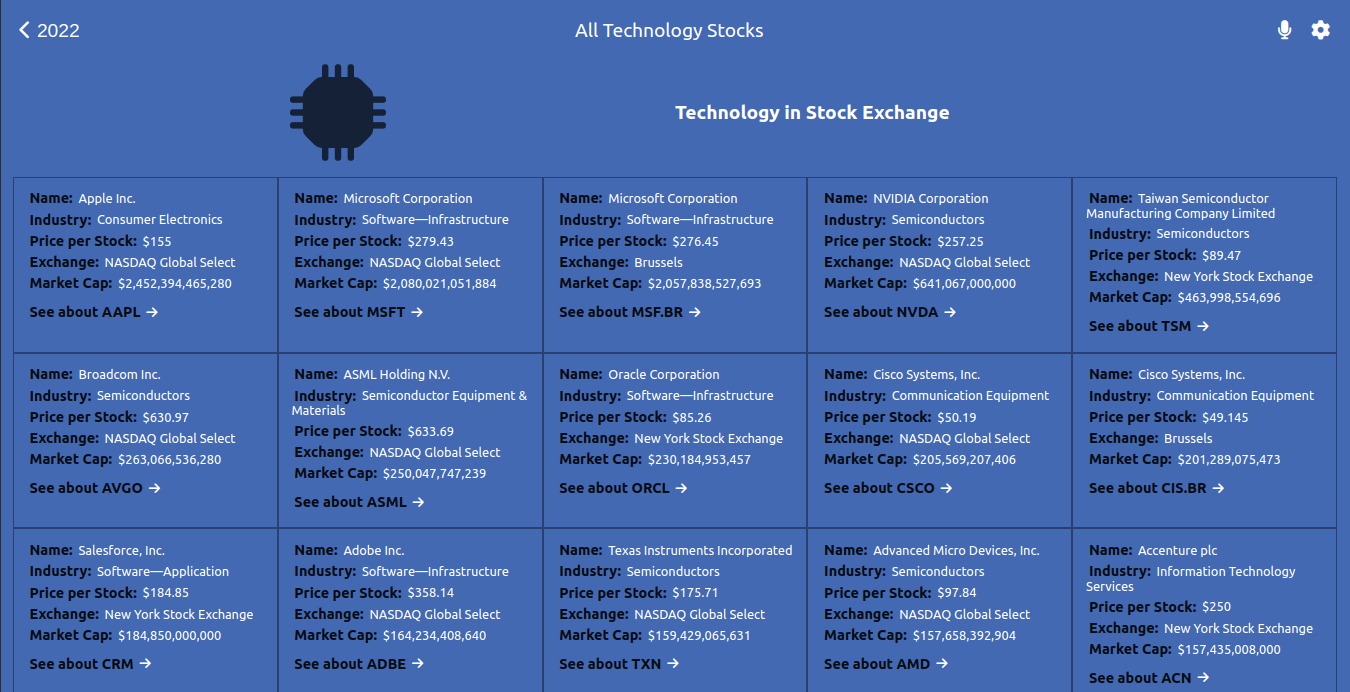 2022
All Technology Stocks
Technology in Stock Exchange
Name: Apple Inc.
Industry: Consumer Electronics
Price per Stock: $155
Exchange: NASDAQ Global Select
Market Cap: $2,452,394,465,280
See about AAPL →
Name: Microsoft Corporation
Industry: Software—Infrastructure
Price per Stock: $279.43
Exchange: NASDAQ Global Select
Market Cap: $2,080,021,051,884
See about MSFT →
Name: Microsoft Corporation
Industry: Software—Infrastructure
Price per Stock: $276.45
Exchange: Brussels
Market Cap: $2,057,838,527,693
See about MSF.BR →
Name: NVIDIA Corporation
Industry: Semiconductors
Price per Stock: $257.25
Exchange: NASDAQ Global Select
Market Cap: $641,067,000,000
See about NVDA →
Name: Taiwan Semiconductor
Manufacturing Company Limited
Industry: Semiconductors
Price per Stock: $89.47
Exchange: New York Stock Exchange
Market Cap: $463,998,554,696
See about TSM →
Name: Broadcom Inc.
Industry: Semiconductors
Price per Stock: $630.97
Exchange: NASDAQ Global Select
Market Cap: $263,066,536,280
See about AVGO →
Name: ASML Holding N.V.
Industry: Semiconductor Equipment &
Materials
Price per Stock: $633.69
Exchange: NASDAQ Global Select
Market Cap: $250,047,747,239
See about ASML →
Name: Oracle Corporation
Industry: Software—Infrastructure
Price per Stock: $85.26
Exchange: New York Stock Exchange
Market Cap: $230,184,953,457
See about ORCL →
Name: Cisco Systems, Inc.
Industry: Communication Equipment
Price per Stock: $50.19
Exchange: NASDAQ Global Select
Market Cap: $205,569,207,406
See about CSCO →
Name: Cisco Systems, Inc.
Industry: Communication Equipment
Price per Stock: $49.145
Exchange: Brussels
Market Cap: $201,289,075,473
See about CIS.BR →
Name: Salesforce, Inc.
Industry: Software—Application
Price per Stock: $184.85
Exchange: New York Stock Exchange
Market Cap: $184,850,000,000
See about CRM →
Name: Adobe Inc.
Industry: Software—Infrastructure
Price per Stock: $358.14
Exchange: NASDAQ Global Select
Market Cap: $164,234,408,640
See about ADBE →
Name: Texas Instruments Incorporated
Industry: Semiconductors
Price per Stock: $175.71
Exchange: NASDAQ Global Select
Market Cap: $159,429,065,631
See about TXN →
Name: Advanced Micro Devices, Inc.
Industry: Semiconductors
Price per Stock: $97.84
Exchange: NASDAQ Global Select
Market Cap: $157,658,392,904
See about AMD →
Name: Accenture plc
Industry: Information Technology
Services
Price per Stock: $250
Exchange: New York Stock Exchange
Market Cap: $157,435,008,000
See about ACN →